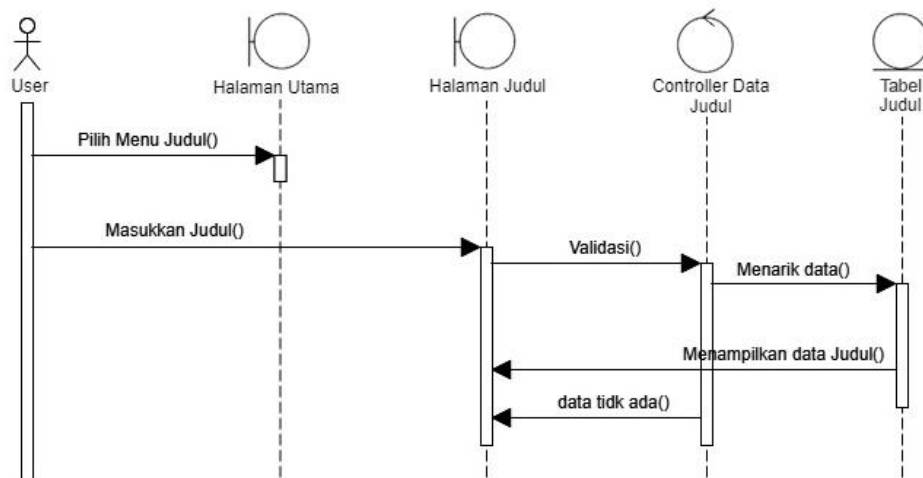 User
Halaman Utama
Halaman Judul
Controller Data
Judul
Tabel
Judul
Pilih Menu Judul()
Masukkan Judul()
Validasi()
Menarik data()
Menampilkan data Judul()
data tidk ada()